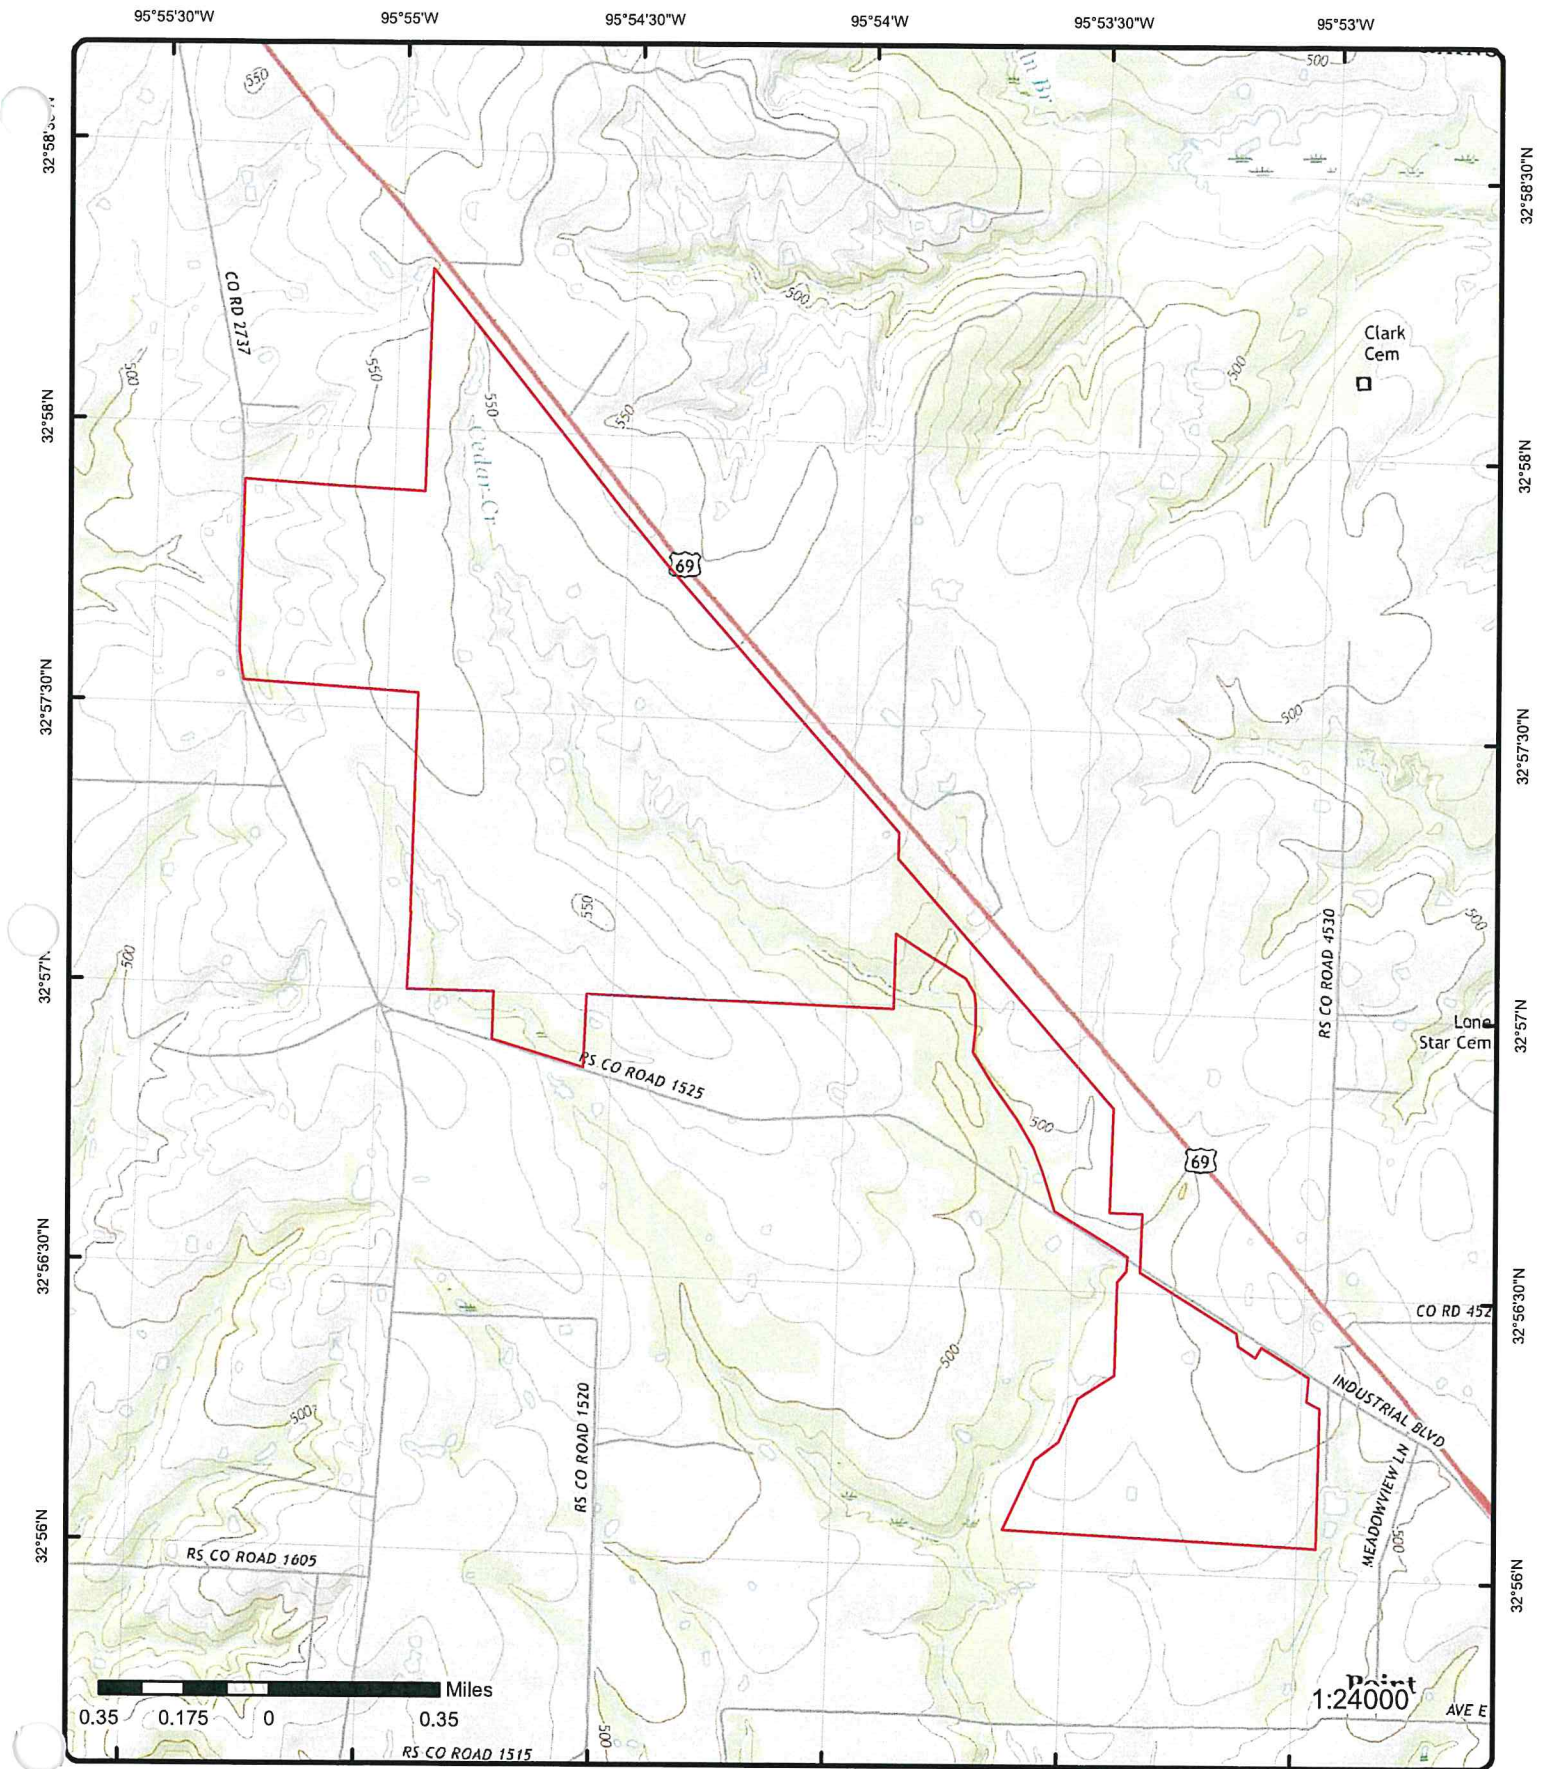 95°55'30"W 95°55'W 95°54'30"W 95°54'W 95°53'30"W 95°53'W
550
500
32°58'30"N
CO RD 2737
500
Clark
Cem
500
550
500
550
550
32°58'N
32°58'N
Cedar Cr
69
32°57'30"N
500
32°57'30"N
550
500
RS CO ROAD 4530
500
32°57'N
Lone
Star Cem
32°57'N
RS CO ROAD 1525
500
69
32°56'30"N
32°56'30"N
CO RD 452
500
INDUSTRIAL BLVD
500
RS CO ROAD 1520
MEADOWVIEW LN
500
32°56'N
RS CO ROAD 1605
32°56'N
Miles
0.35 0.175 0 0.35
Point
1:24000
AVE E
500
RS CO ROAD 1515